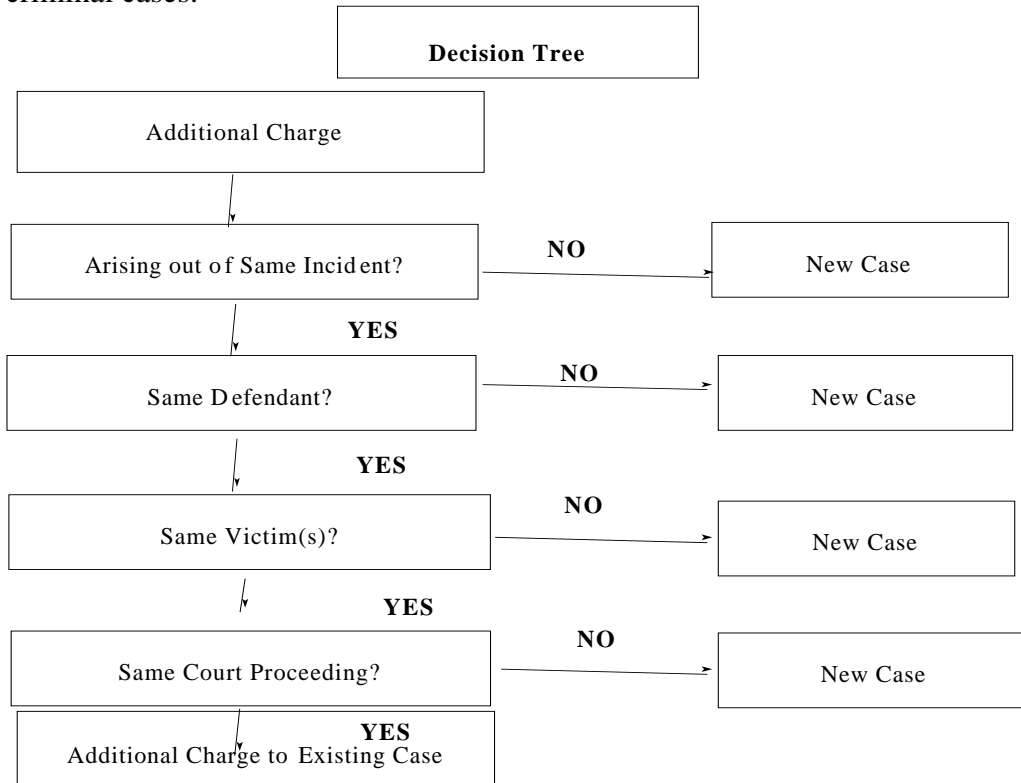 criminal cases.
Decision Tree
Additional Charge
Arising out of Same Incident?
NO
New Case
YES
Same Defendant?
NO
New Case
YES
Same Victim(s)?
NO
New Case
YES
Same Court Proceeding?
NO
New Case
YES
Additional Charge to Existing Case